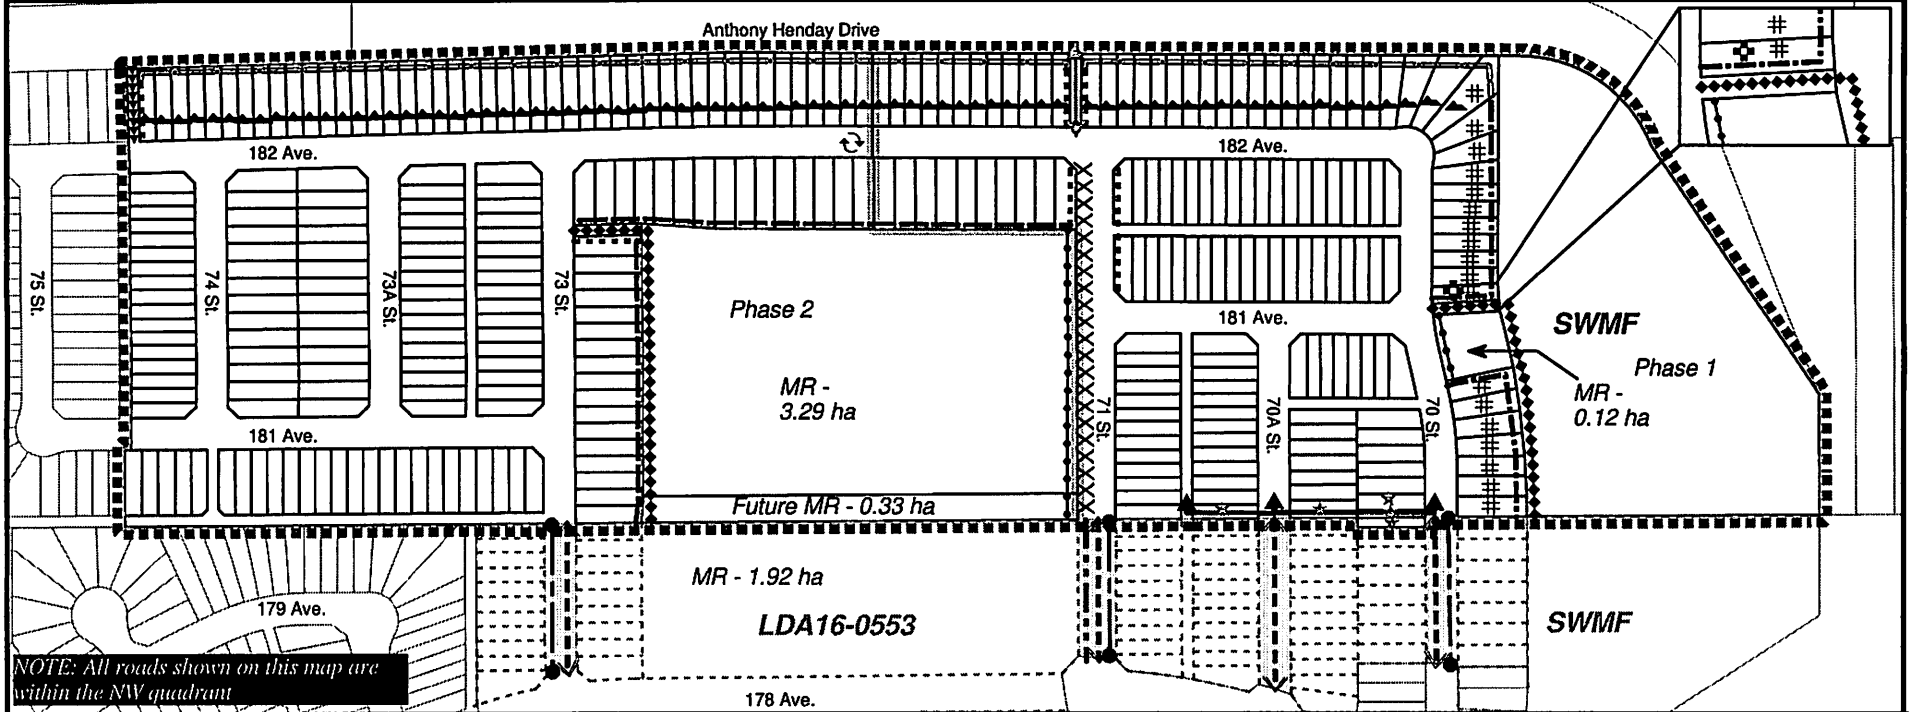 Anthony Henday Drive
182 Ave.
182 Ave.
75 St.
74 St.
73A St.
73 St.
Phase 2
MR -
3.29 ha
181 Ave.
SWMF
Phase 1
MR -
0.12 ha
71 St.
70A St.
70 St.
181 Ave.
Future MR - 0.33 ha
MR - 1.92 ha
LDA16-0553
SWMF
179 Ave.
NOTE: All roads shown on this map are
within the NW quadrant
178 Ave.